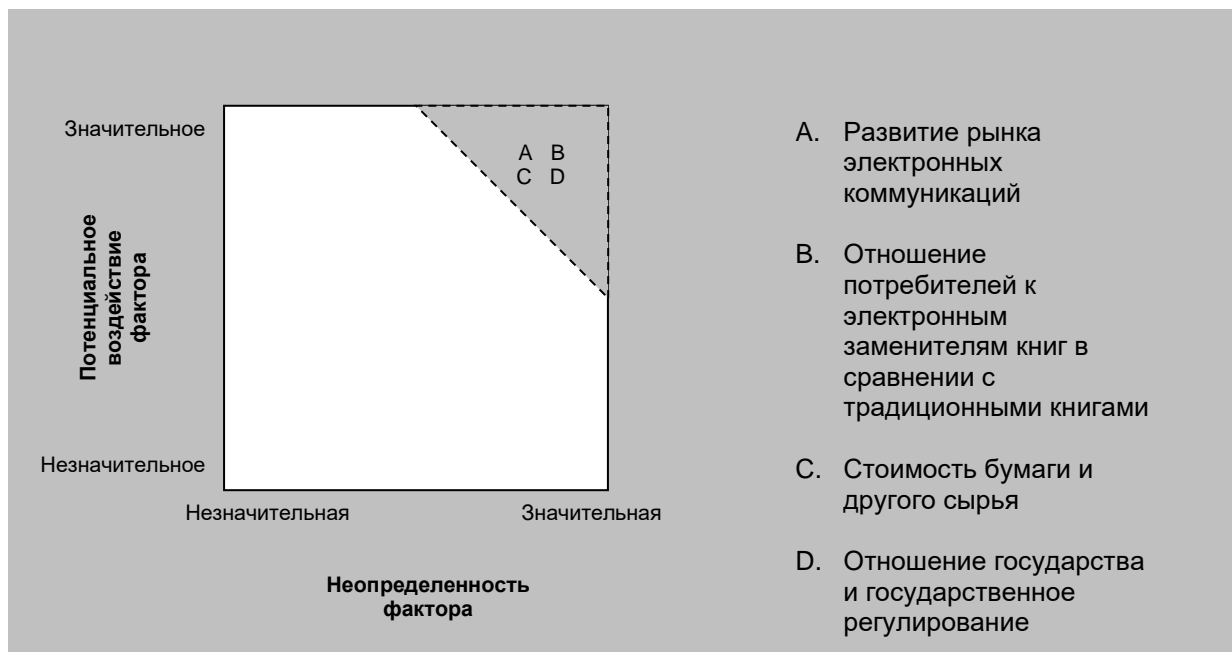 Значительное
Потенциальное
воздействие
фактора
Незначительное
A B
C D
Незначительная
Значительная
Неопределенность
фактора
A. Развитие рынка
электронных
коммуникаций
B. Отношение
потребителей к
электронным
заменителям книг в
сравнении с
традиционными книгами
C. Стоимость бумаги и
другого сырья
D. Отношение государства
и государственное
регулирование